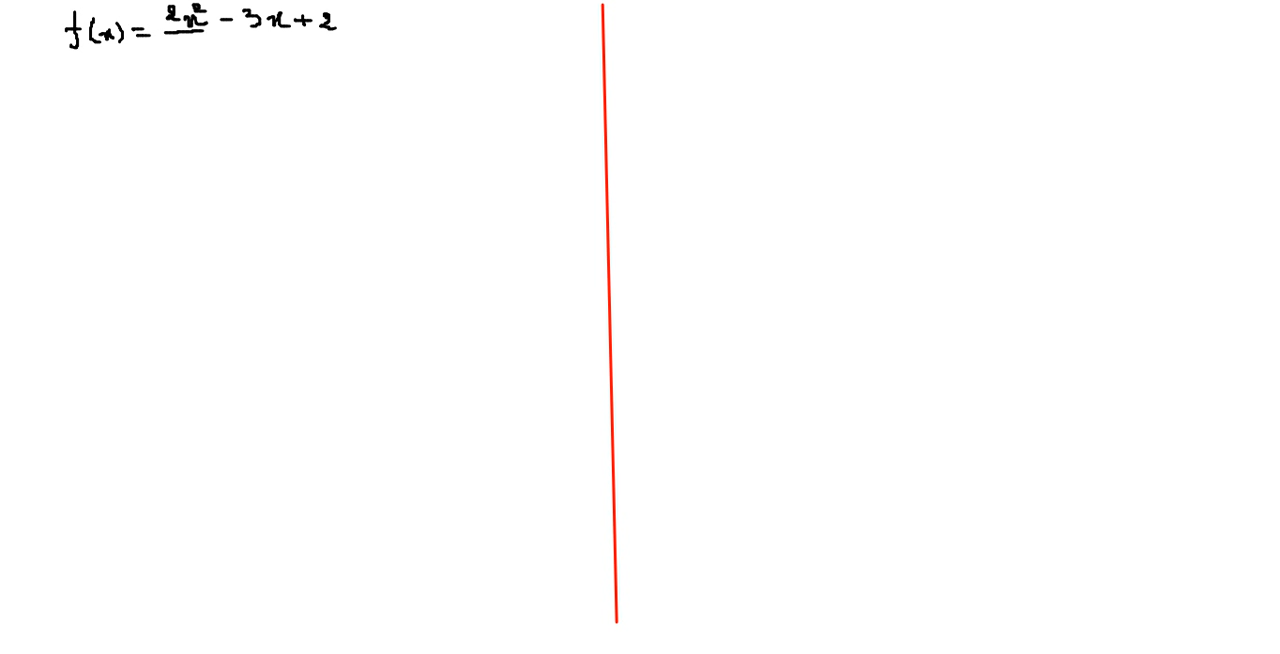 f(x) = 2x² - 3x + 2